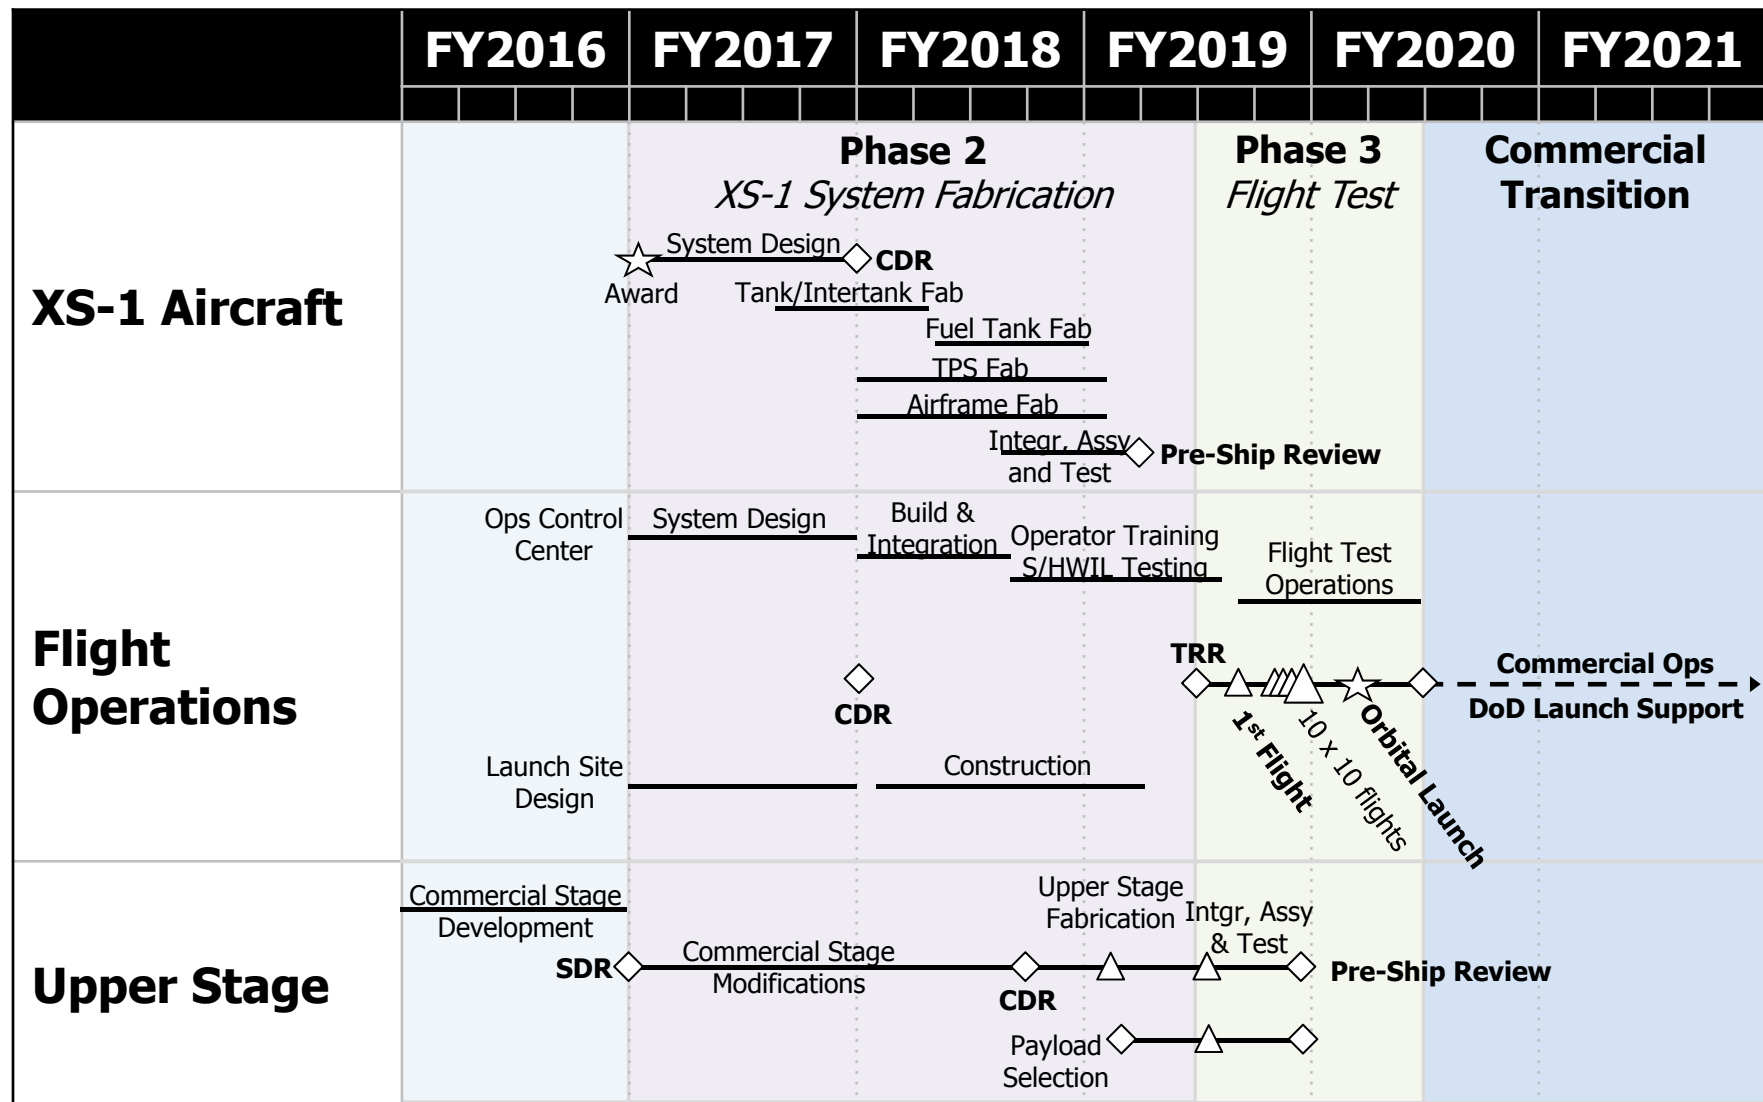 FY2016 FY2017 FY2018 FY2019 FY2020 FY2021
Phase 2
XS-1 System Fabrication
Phase 3
Flight Test
Commercial
Transition
XS-1 Aircraft
System Design
CDR
Award
Tank/Intertank Fab
Fuel Tank Fab
TPS Fab
Airframe Fab
Integr, Assy
and Test
Pre-Ship Review
Flight
Operations
Ops Control
Center
System Design
Build &
Integration
Operator Training
S/HWIL Testing
Flight Test
Operations
CDR
TRR
1st Flight
10 x 10 flights
Orbital Launch
Commercial Ops
DoD Launch Support
Launch Site
Design
Construction
Upper Stage
Commercial Stage
Development
SDR
Commercial Stage
Modifications
CDR
Upper Stage
Fabrication
Intgr, Assy
& Test
Pre-Ship Review
Payload
Selection